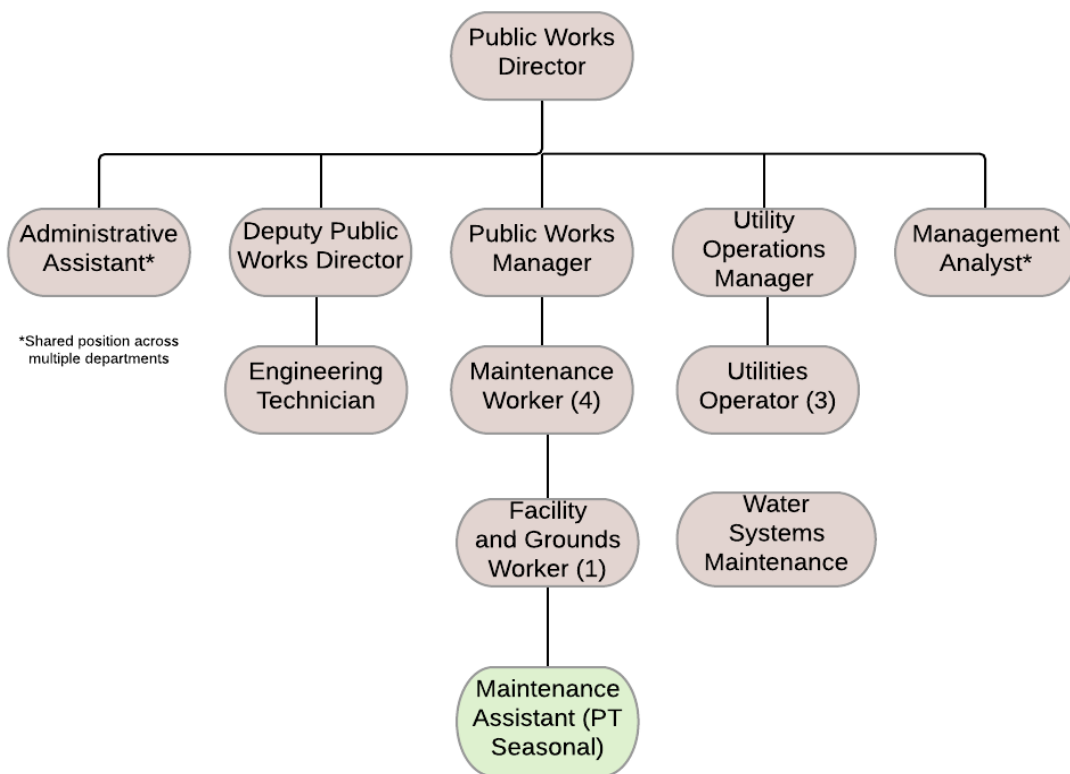 Public Works
Director
Administrative
Assistant*
Deputy Public
Works Director
Public Works
Manager
Utility
Operations
Manager
Management
Analyst*
*Shared position across
multiple departments
Engineering
Technician
Maintenance
Worker (4)
Utilities
Operator (3)
Facility
and Grounds
Worker (1)
Water
Systems
Maintenance
Maintenance
Assistant (PT
Seasonal)